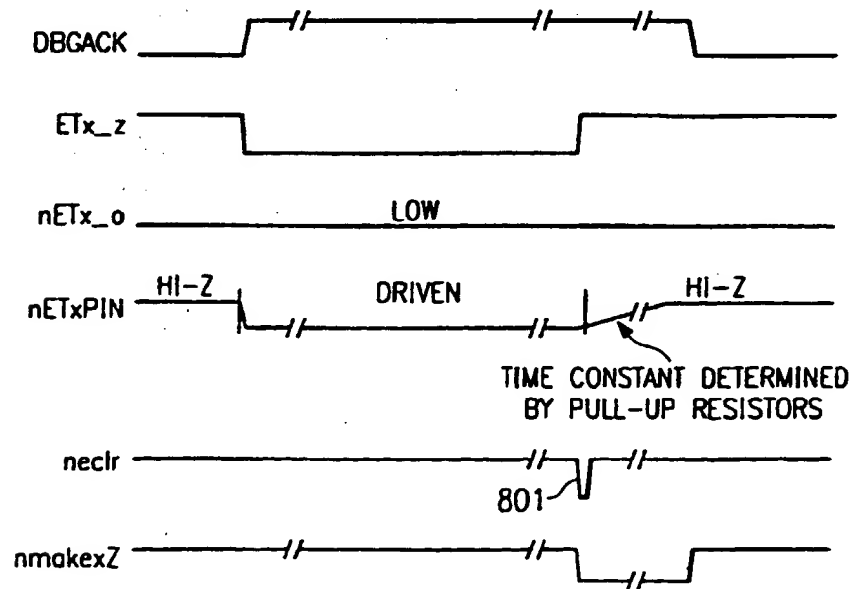 DBGACK
ETx_z
nETx_o
LOW
nETxPIN
HI-Z
DRIVEN
HI-Z
TIME CONSTANT DETERMINED
BY PULL-UP RESISTORS
neclr
801
nmakexZ